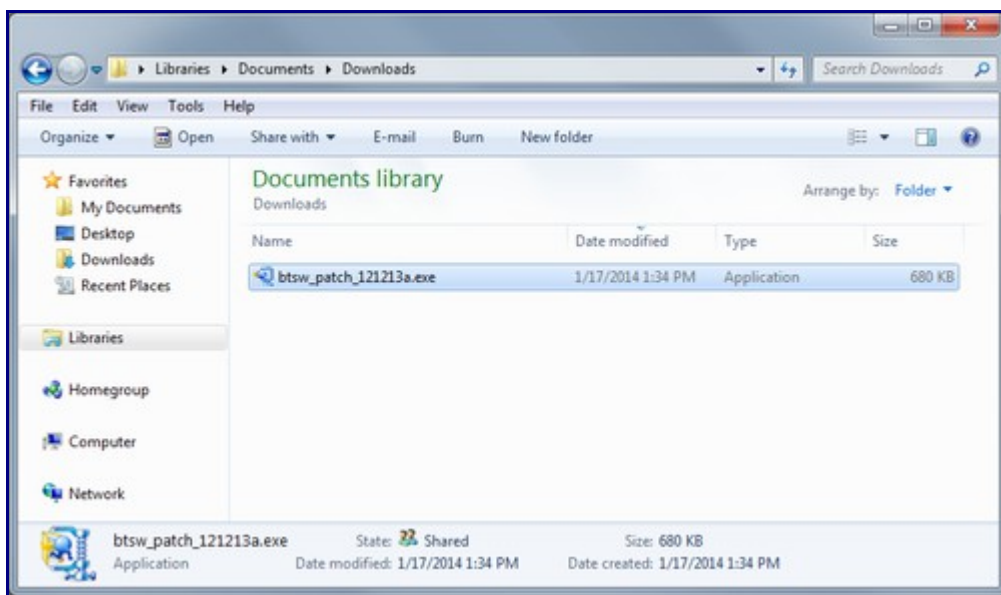 Libraries Documents Downloads
Search Downloads
File Edit View Tools Help
Organize Open Share with E-mail Burn New folder
Favorites
My Documents
Desktop
Downloads
Recent Places
Libraries
Homegroup
Computer
Network
Documents library
Downloads
Arrange by: Folder
Name Date modified Type Size
btsw_patch_121213a.exe 1/17/2014 1:34 PM Application 680 KB
btsw_patch_121213a.exe State: Shared Size: 680 KB
Application Date modified: 1/17/2014 1:34 PM Date created: 1/17/2014 1:34 PM